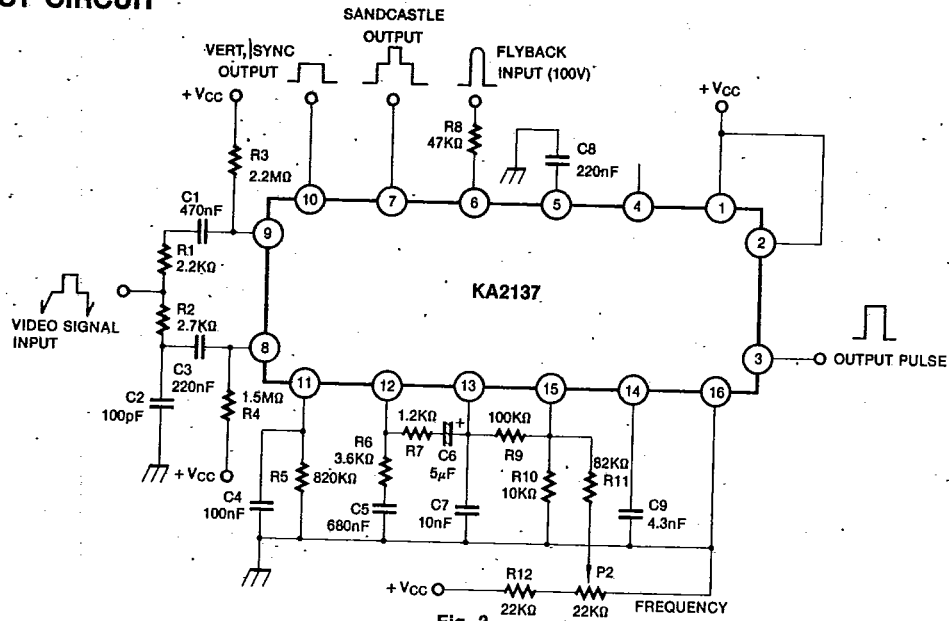 CT CIRCUIT
SANDCASTLE
OUTPUT
VERT, SYNC
OUTPUT
FLYBACK
INPUT (100V)
+ VCC
+ VCC
R3
2.2MΩ
R8
47KΩ
C8
220nF
C1
470nF
10
7
6
5
4
1
9
2
R1
2.2KΩ
KA2137
R2
2.7KΩ
VIDEO SIGNAL
INPUT
8
3
OUTPUT PULSE
C3
220nF
11
12
13
15
14
16
C2
100pF
1.5MΩ
R4
1.2KΩ
R7
+
C6
5µF
100KΩ
R9
R6
3.6KΩ
82KΩ
R11
+ VCC
R5
820KΩ
R10
10KΩ
C4
100nF
C5
680nF
C7
10nF
C9
4.3nF
+ VCC
R12
22KΩ
P2
22KΩ
FREQUENCY